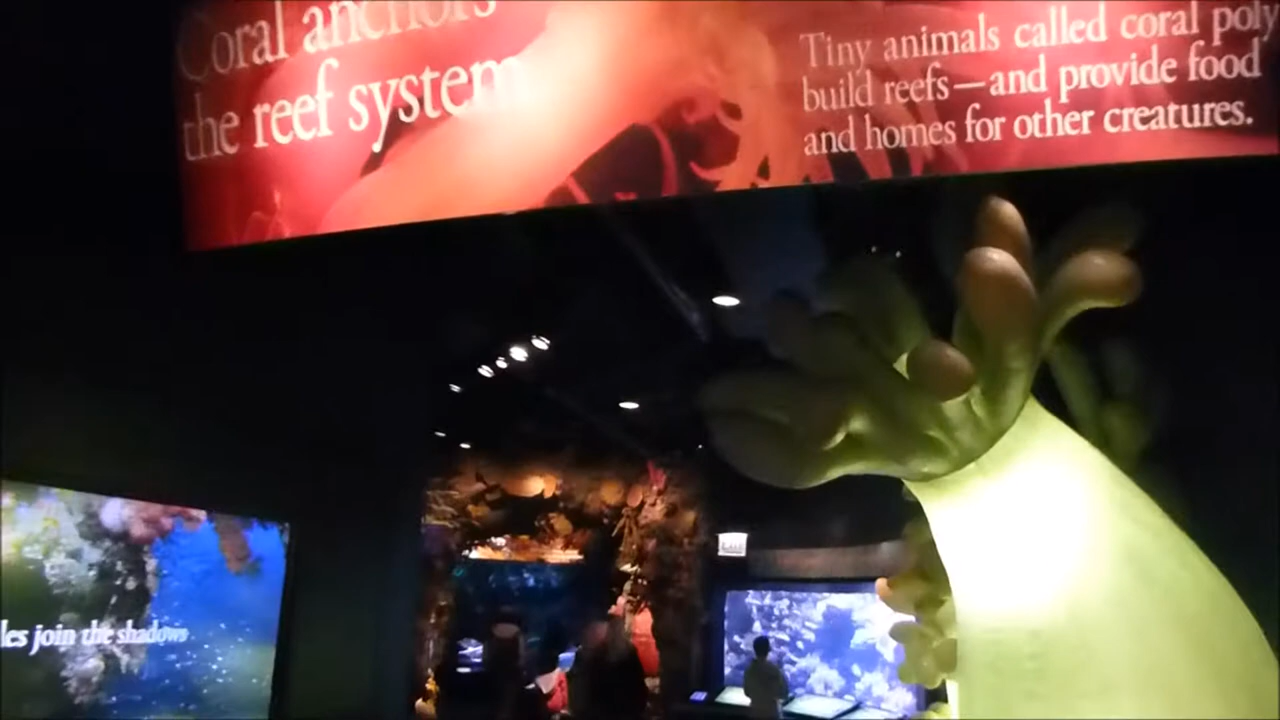 Coral anchors
the reef system
Tiny animals called coral poly
build reefs—and provide food
and homes for other creatures.
les join the shadows